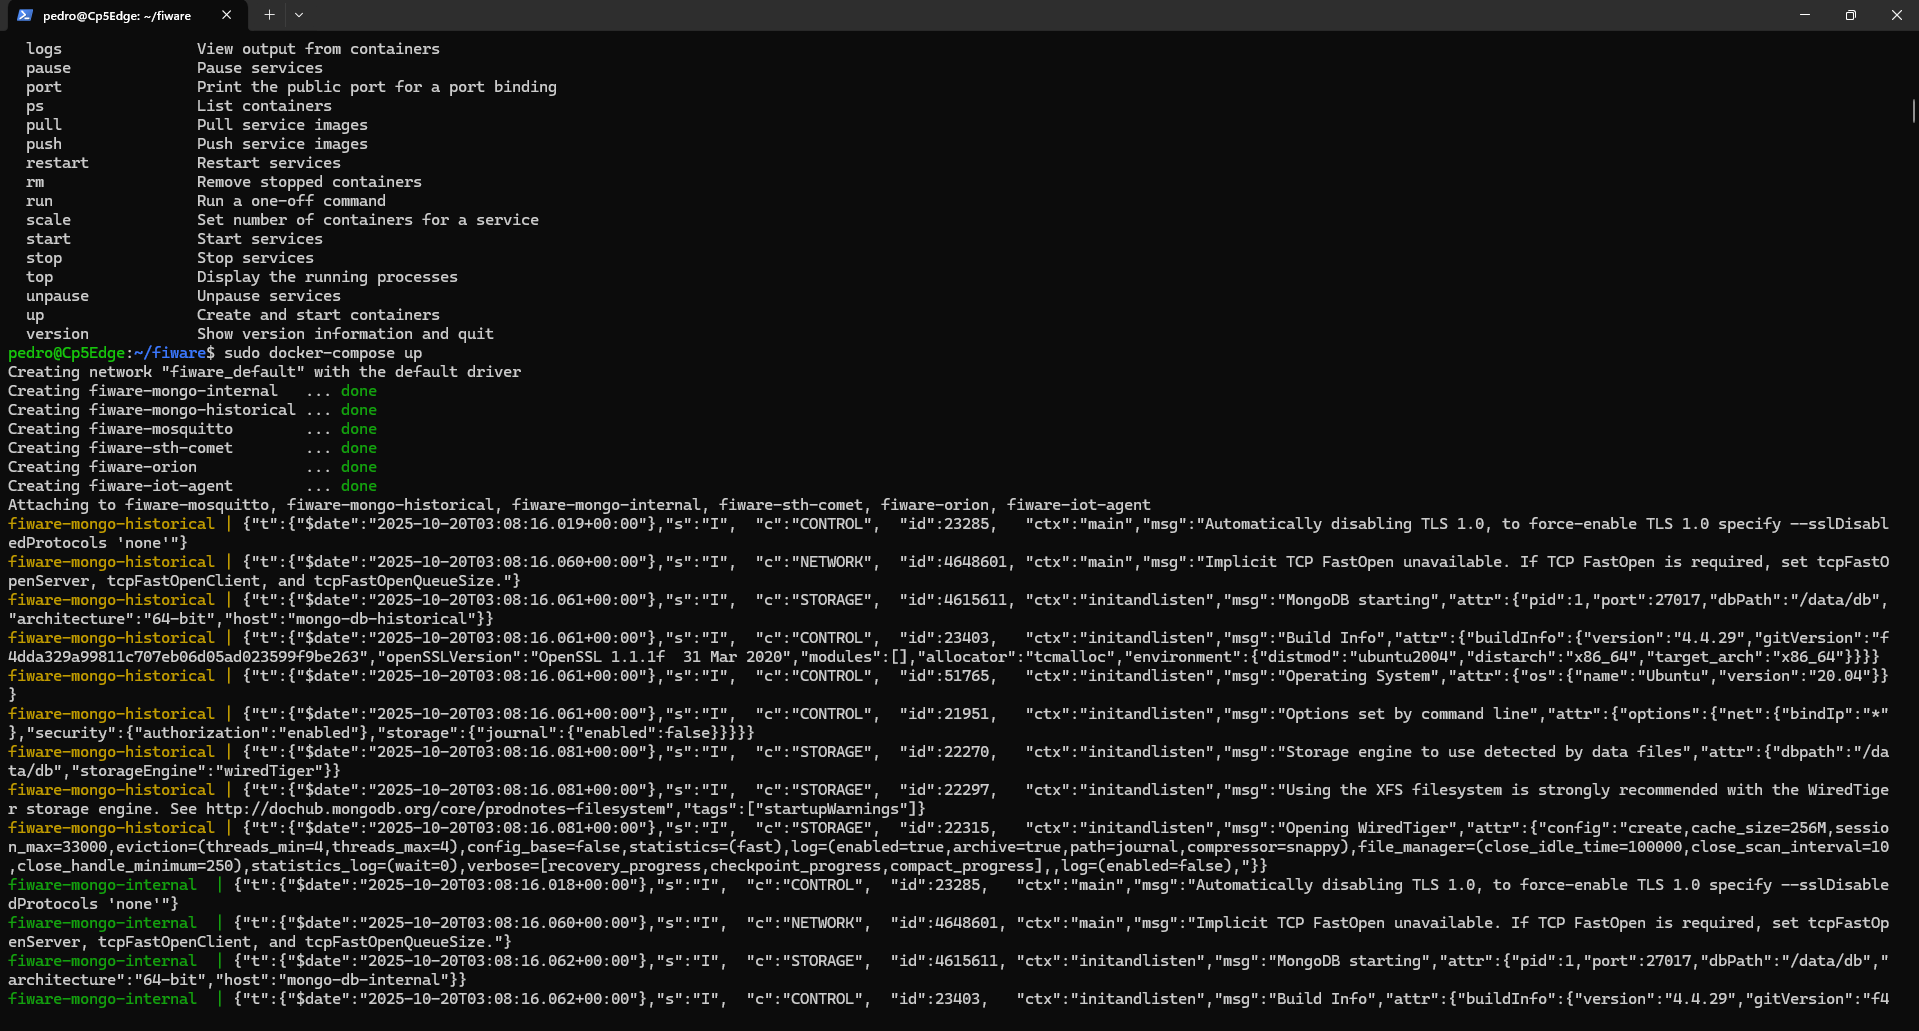 pedro@Cp5Edge: ~/fiware
logs View output from containers
pause Pause services
port Print the public port for a port binding
ps List containers
pull Pull service images
push Push service images
restart Restart services
rm Remove stopped containers
run Run a one-off command
scale Set number of containers for a service
start Start services
stop Stop services
top Display the running processes
unpause Unpause services
up Create and start containers
version Show version information and quit
pedro@Cp5Edge:~/fiware$ sudo docker-compose up
Creating network "fiware_default" with the default driver
Creating fiware-mongo-internal ... done
Creating fiware-mongo-historical ... done
Creating fiware-mosquitto ... done
Creating fiware-sth-comet ... done
Creating fiware-orion ... done
Creating fiware-iot-agent ... done
Attaching to fiware-mosquitto, fiware-mongo-historical, fiware-mongo-internal, fiware-sth-comet, fiware-orion, fiware-iot-agent
fiware-mongo-historical | {"t":{"$date":"2025-10-20T03:08:16.019+00:00"},"s":"I", "c":"CONTROL", "id":23285, "ctx":"main","msg":"Automatically disabling TLS 1.0, to force-enable TLS 1.0 specify --sslDisabl
edProtocols 'none'"}
fiware-mongo-historical | {"t":{"$date":"2025-10-20T03:08:16.060+00:00"},"s":"I", "c":"NETWORK", "id":4648601, "ctx":"main","msg":"Implicit TCP FastOpen unavailable. If TCP FastOpen is required, set tcpFastO
penServer, tcpFastOpenClient, and tcpFastOpenQueueSize."}
fiware-mongo-historical | {"t":{"$date":"2025-10-20T03:08:16.061+00:00"},"s":"I", "c":"STORAGE", "id":4615611, "ctx":"initandlisten","msg":"MongoDB starting","attr":{"pid":1,"port":27017,"dbPath":"/data/db",
"architecture":"64-bit","host":"mongo-db-historical"}}
fiware-mongo-historical | {"t":{"$date":"2025-10-20T03:08:16.061+00:00"},"s":"I", "c":"CONTROL", "id":23403, "ctx":"initandlisten","msg":"Build Info","attr":{"buildInfo":{"version":"4.4.29","gitVersion":"f
4dda329a99811c707eb06d05ad023599f9be263","openSSLVersion":"OpenSSL 1.1.1f 31 Mar 2020","modules":[],"allocator":"tcmalloc","environment":{"distmod":"ubuntu2004","distarch":"x86_64","target_arch":"x86_64"}}}}
fiware-mongo-historical | {"t":{"$date":"2025-10-20T03:08:16.061+00:00"},"s":"I", "c":"CONTROL", "id":51765, "ctx":"initandlisten","msg":"Operating System","attr":{"os":{"name":"Ubuntu","version":"20.04"}}
}
fiware-mongo-historical | {"t":{"$date":"2025-10-20T03:08:16.061+00:00"},"s":"I", "c":"CONTROL", "id":21951, "ctx":"initandlisten","msg":"Options set by command line","attr":{"options":{"net":{"bindIp":"*"
},"security":{"authorization":"enabled"},"storage":{"journal":{"enabled":false}}}}}
fiware-mongo-historical | {"t":{"$date":"2025-10-20T03:08:16.081+00:00"},"s":"I", "c":"STORAGE", "id":22270, "ctx":"initandlisten","msg":"Storage engine to use detected by data files","attr":{"dbpath":"/da
ta/db","storageEngine":"wiredTiger"}}
fiware-mongo-historical | {"t":{"$date":"2025-10-20T03:08:16.081+00:00"},"s":"I", "c":"STORAGE", "id":22297, "ctx":"initandlisten","msg":"Using the XFS filesystem is strongly recommended with the WiredTige
r storage engine. See http://dochub.mongodb.org/core/prodnotes-filesystem","tags":["startupWarnings"]}
fiware-mongo-historical | {"t":{"$date":"2025-10-20T03:08:16.081+00:00"},"s":"I", "c":"STORAGE", "id":22315, "ctx":"initandlisten","msg":"Opening WiredTiger","attr":{"config":"create,cache_size=256M,sessio
n_max=33000,eviction=(threads_min=4,threads_max=4),config_base=false,statistics=(fast),log=(enabled=true,archive=true,path=journal,compressor=snappy),file_manager=(close_idle_time=100000,close_scan_interval=10
,close_handle_minimum=250),statistics_log=(wait=0),verbose=[recovery_progress,checkpoint_progress,compact_progress],,log=(enabled=false),"}}
fiware-mongo-internal | {"t":{"$date":"2025-10-20T03:08:16.018+00:00"},"s":"I", "c":"CONTROL", "id":23285, "ctx":"main","msg":"Automatically disabling TLS 1.0, to force-enable TLS 1.0 specify --sslDisable
dProtocols 'none'"}
fiware-mongo-internal | {"t":{"$date":"2025-10-20T03:08:16.060+00:00"},"s":"I", "c":"NETWORK", "id":4648601, "ctx":"main","msg":"Implicit TCP FastOpen unavailable. If TCP FastOpen is required, set tcpFastOp
enServer, tcpFastOpenClient, and tcpFastOpenQueueSize."}
fiware-mongo-internal | {"t":{"$date":"2025-10-20T03:08:16.062+00:00"},"s":"I", "c":"STORAGE", "id":4615611, "ctx":"initandlisten","msg":"MongoDB starting","attr":{"pid":1,"port":27017,"dbPath":"/data/db","
architecture":"64-bit","host":"mongo-db-internal"}}
fiware-mongo-internal | {"t":{"$date":"2025-10-20T03:08:16.062+00:00"},"s":"I", "c":"CONTROL", "id":23403, "ctx":"initandlisten","msg":"Build Info","attr":{"buildInfo":{"version":"4.4.29","gitVersion":"f4